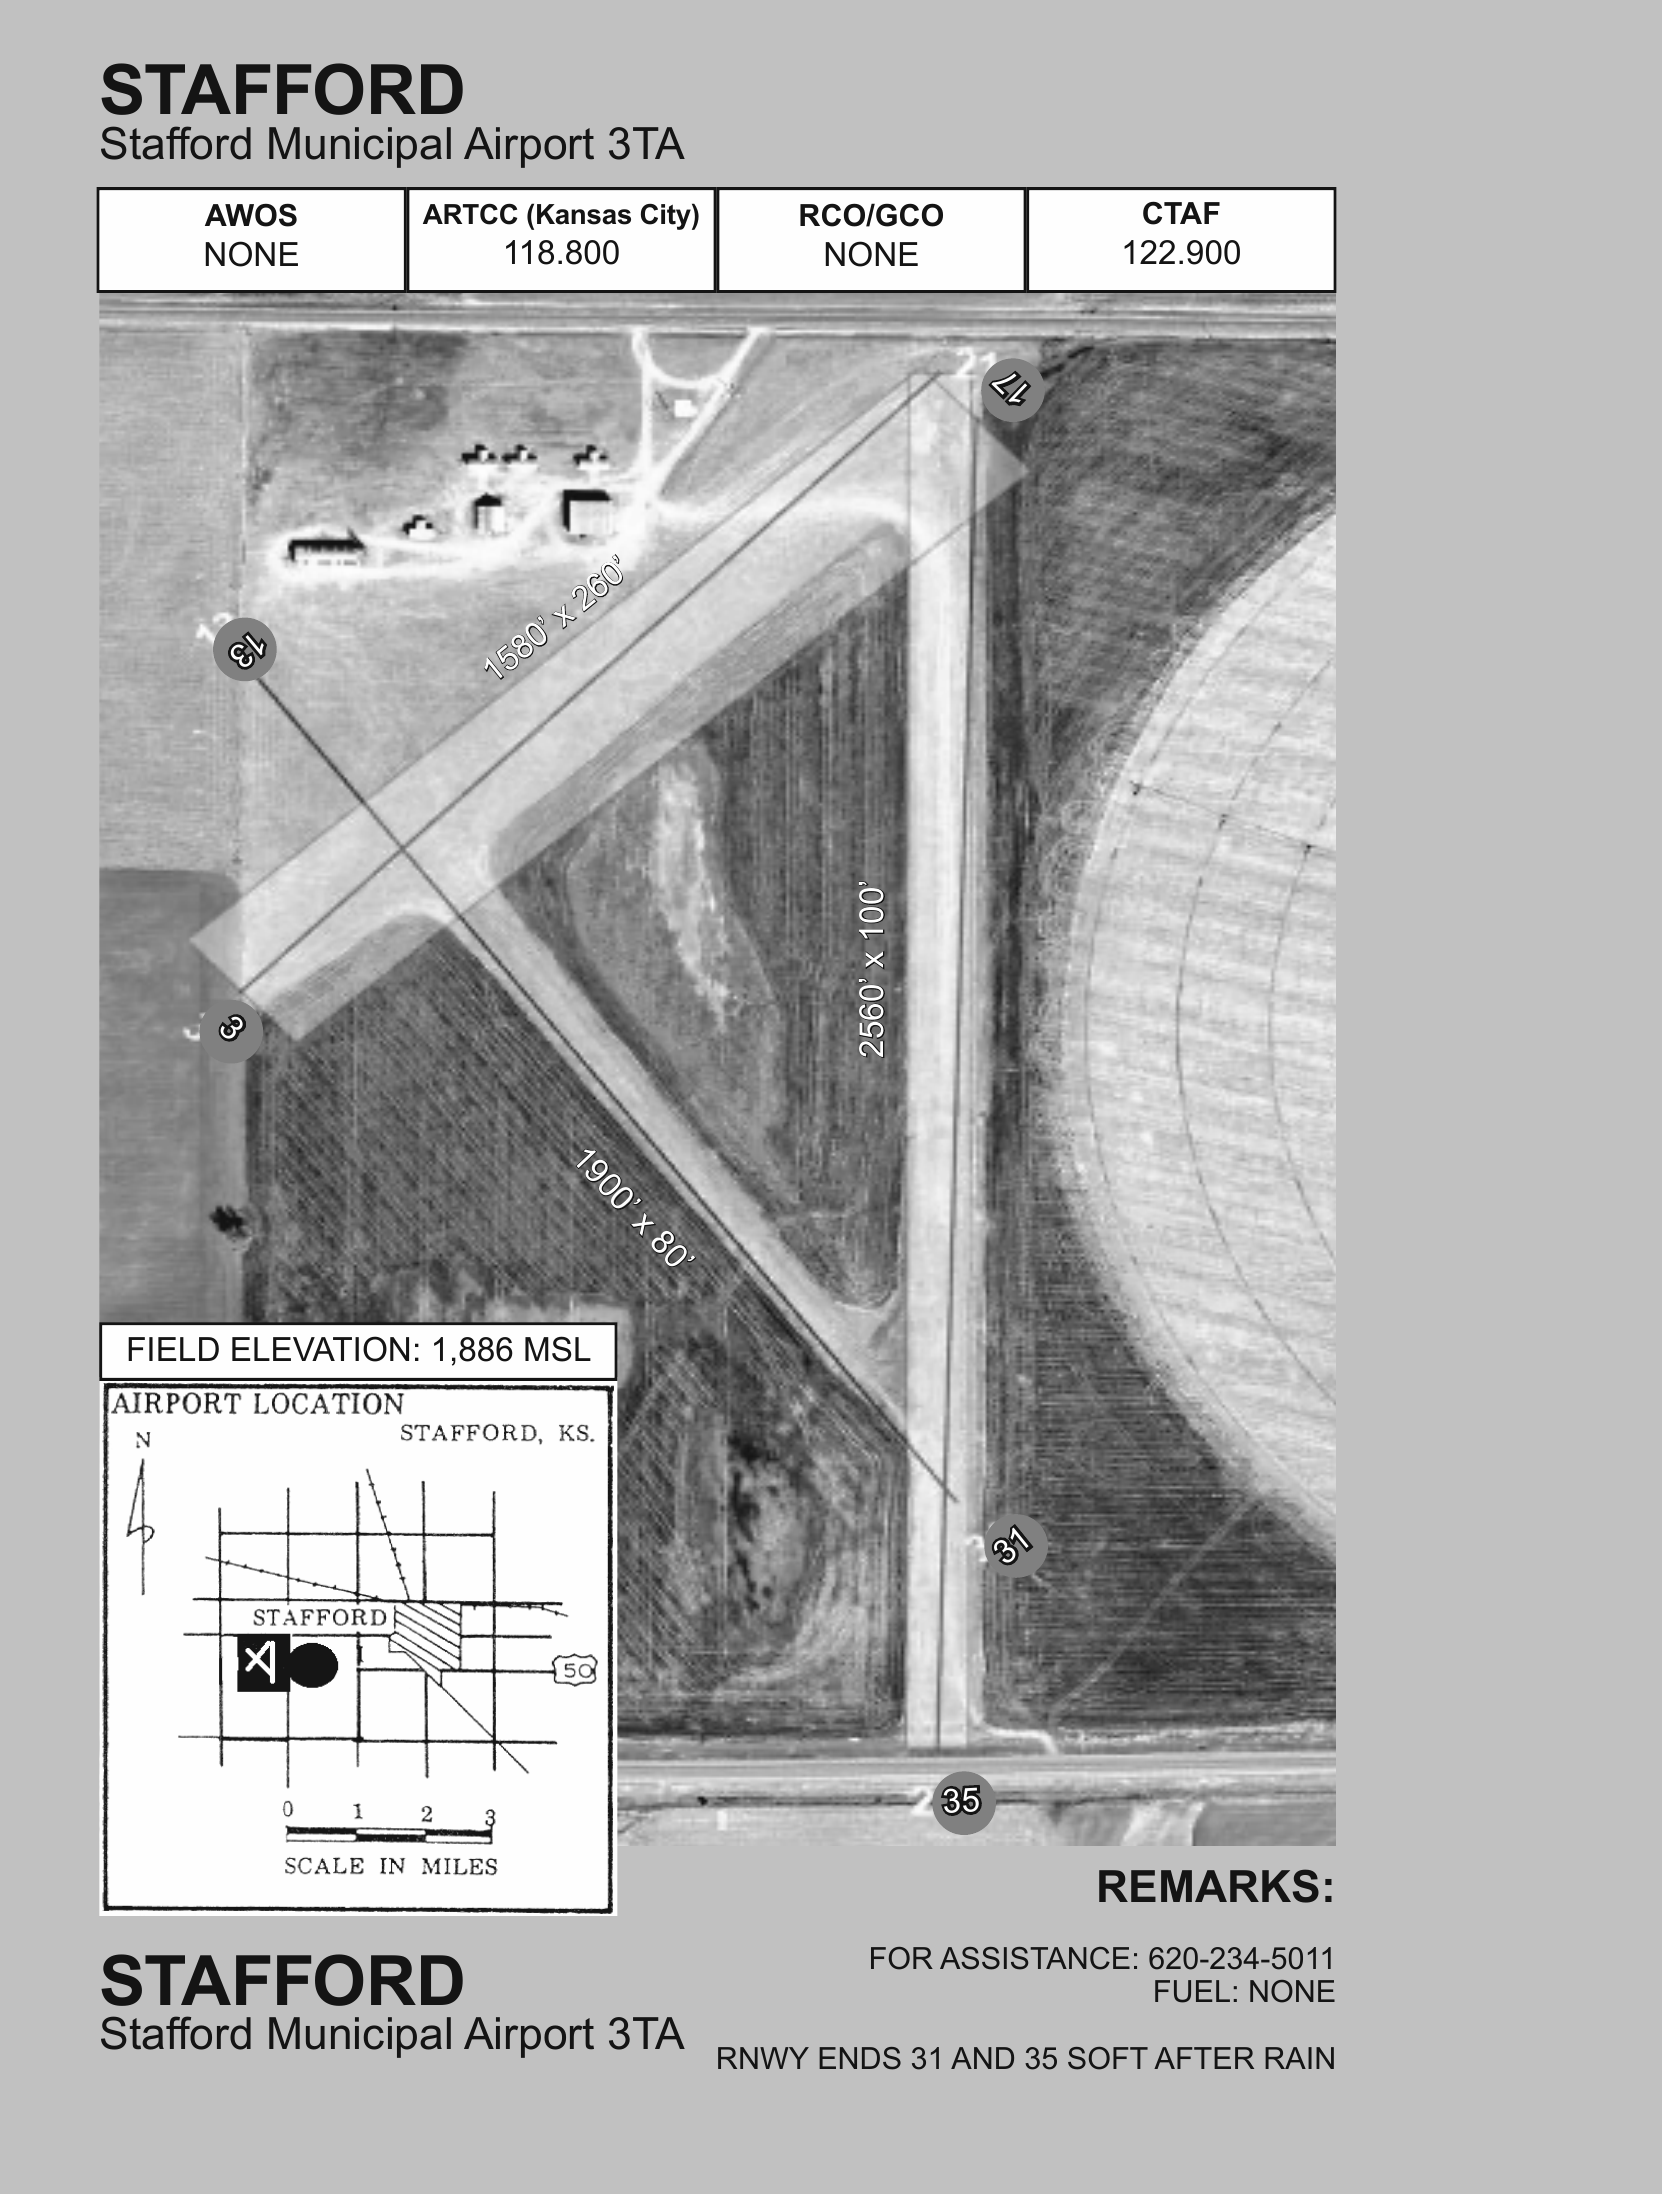 STAFFORD
Stafford Municipal Airport 3TA
AWOS
NONE
ARTCC (Kansas City)
118.800
RCO/GCO
NONE
CTAF
122.900
21
17
1580’ x 260’
13
3
2560’ x 100’
1900’ x 80’
31
35
FIELD ELEVATION: 1,886 MSL
AIRPORT LOCATION
STAFFORD, KS.
N
STAFFORD
50
0 1 2 3
SCALE IN MILES
REMARKS:
FOR ASSISTANCE: 620-234-5011
FUEL: NONE
STAFFORD
Stafford Municipal Airport 3TA
RNWY ENDS 31 AND 35 SOFT AFTER RAIN